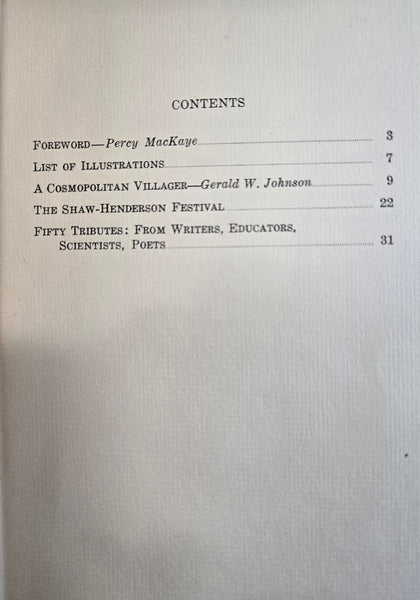 CONTENTS
FOREWORD—Percy MacKaye 3
LIST OF ILLUSTRATIONS 7
A COSMOPOLITAN VILLAGER—Gerald W. Johnson 9
THE SHAW-HENDERSON FESTIVAL 22
FIFTY TRIBUTES: FROM WRITERS, EDUCATORS,
SCIENTISTS, POETS 31